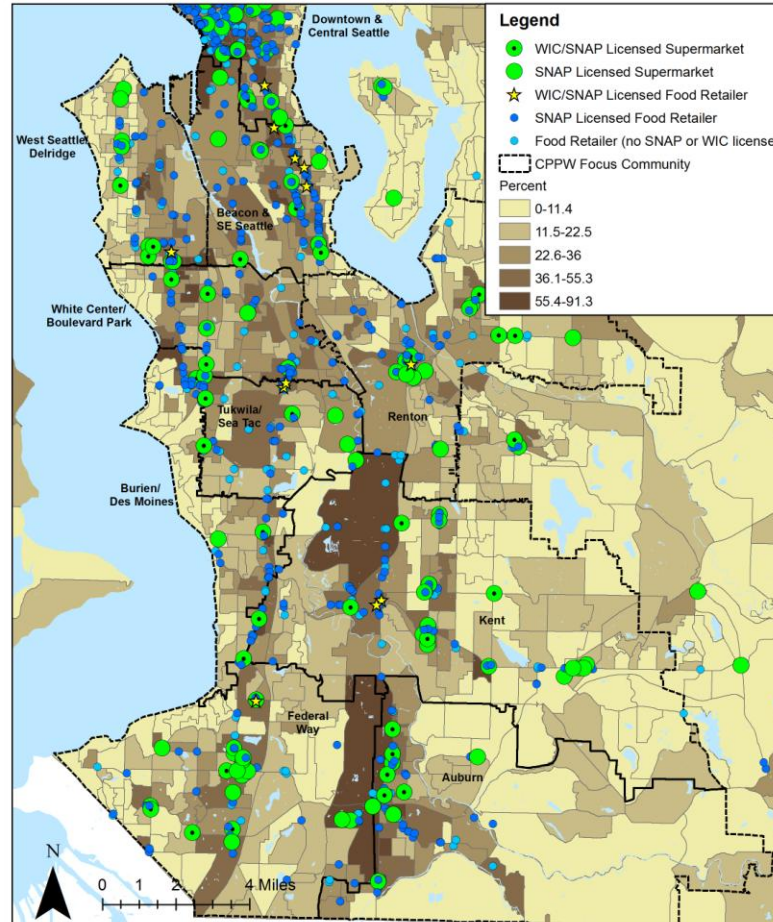 Downtown &
Central Seattle
Legend
WIC/SNAP Licensed Supermarket
SNAP Licensed Supermarket
WIC/SNAP Licensed Food Retailer
SNAP Licensed Food Retailer
Food Retailer (no SNAP or WIC license
CPPW Focus Community
Percent
0-11.4
11.5-22.5
22.6-36
36.1-55.3
55.4-91.3
West Seattle/
Delridge
Beacon &
SE Seattle
White Center/
Boulevard Park
Tukwila/
Sea Tac
Renton
Burien/
Des Moines
Kent
Federal
Way
Auburn
N
0 1 2 4 Miles